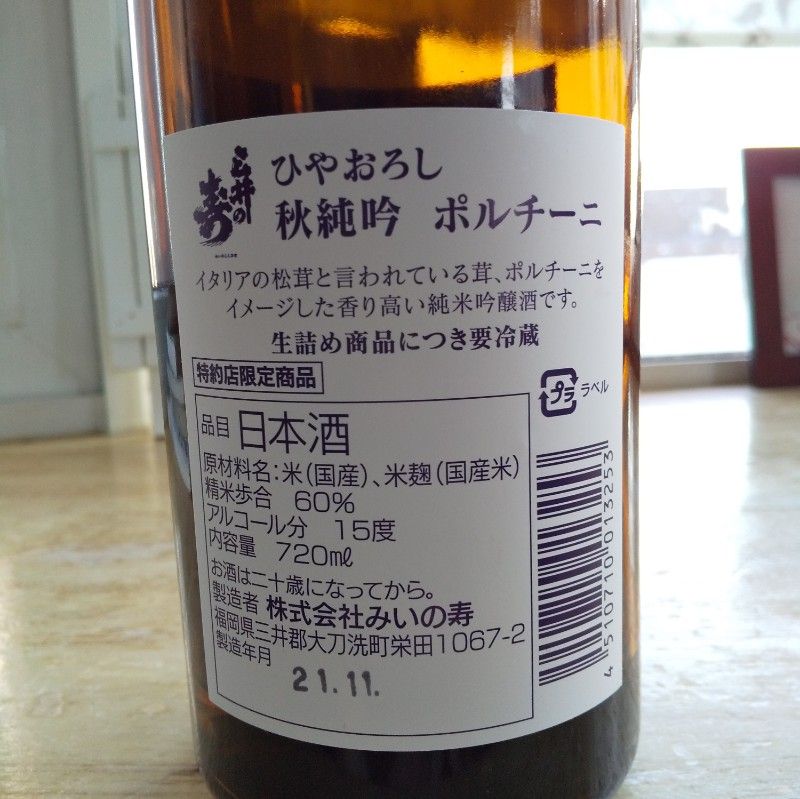 三井の寿
ひやおろし
秋純吟 ポルチーニ
イタリアの松茸と言われている茸、ポルチーニを
イメージした香り高い純米吟醸酒です。
生詰め商品につき要冷蔵
特約店限定商品
プラ ラベル
品目 日本酒
原材料名:米(国産)、米麹(国産米)
精米歩合 60%
アルコール分 15度
内容量 720mℓ
お酒は二十歳になってから。
製造者 株式会社みいの寿
福岡県三井郡大刀洗町栄田1067-2
製造年月
21.11.
4510710013253